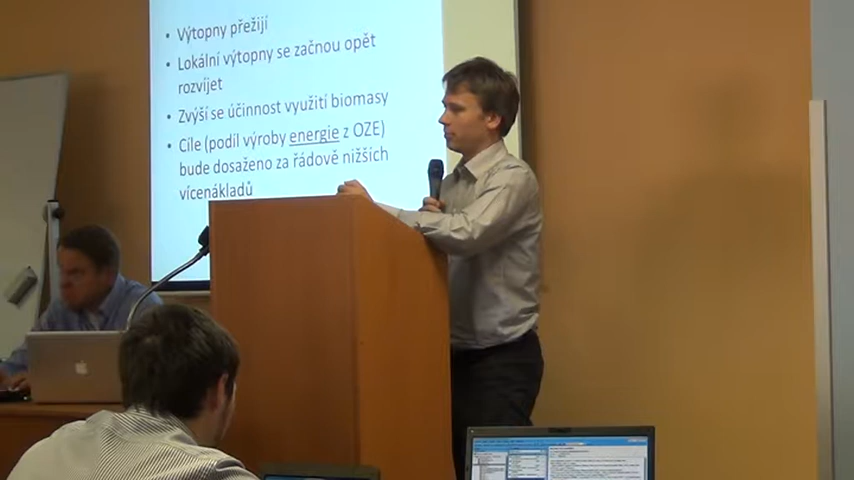 • Výtopny přežijí
• Lokální výtopny se začnou opět
rozvíjet
• Zvýší se účinnost využití biomasy
• Cíle (podíl výroby energie z OZE)
bude dosaženo za řádově nižších
vícenákladů